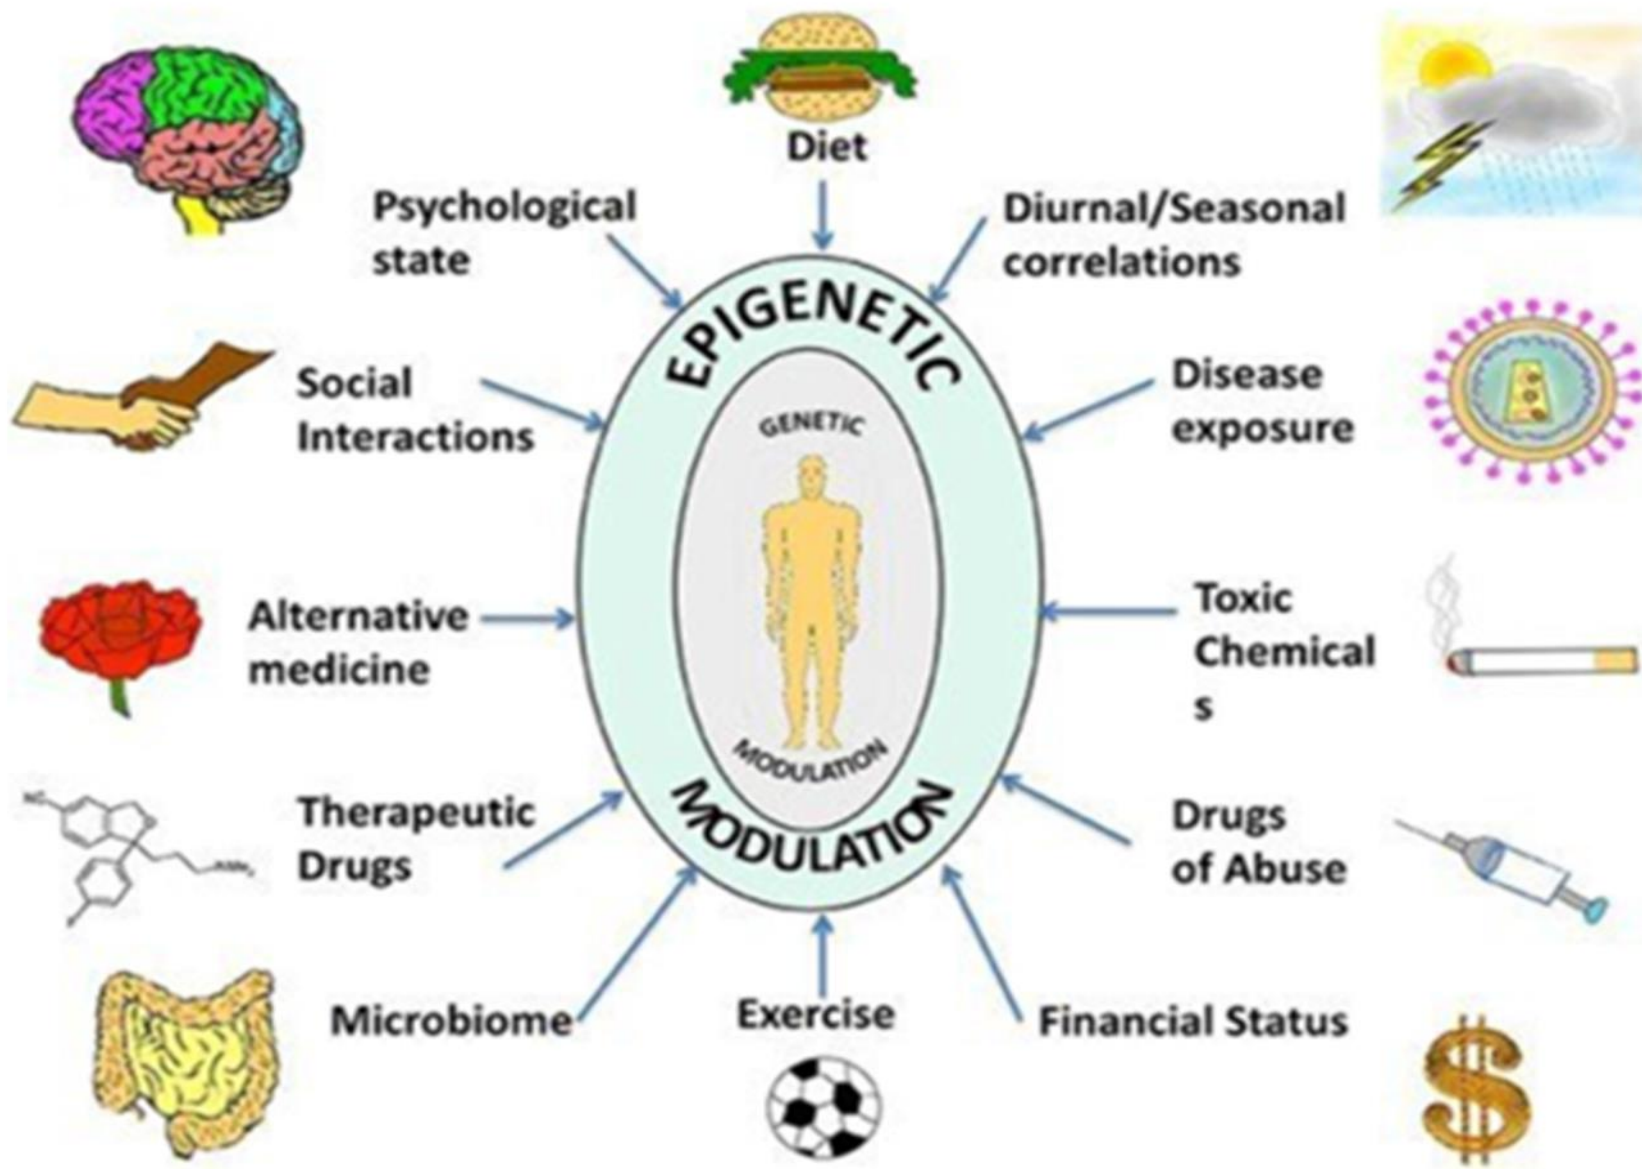 Diet
Psychological
state
Diurnal/Seasonal
correlations
EPIGENETIC
Social
Interactions
Disease
exposure
GENETIC
Alternative
medicine
Toxic
Chemical
s
MODULATION
MODULATION
Therapeutic
Drugs
Drugs
of Abuse
Microbiome
Exercise
Financial Status
NC